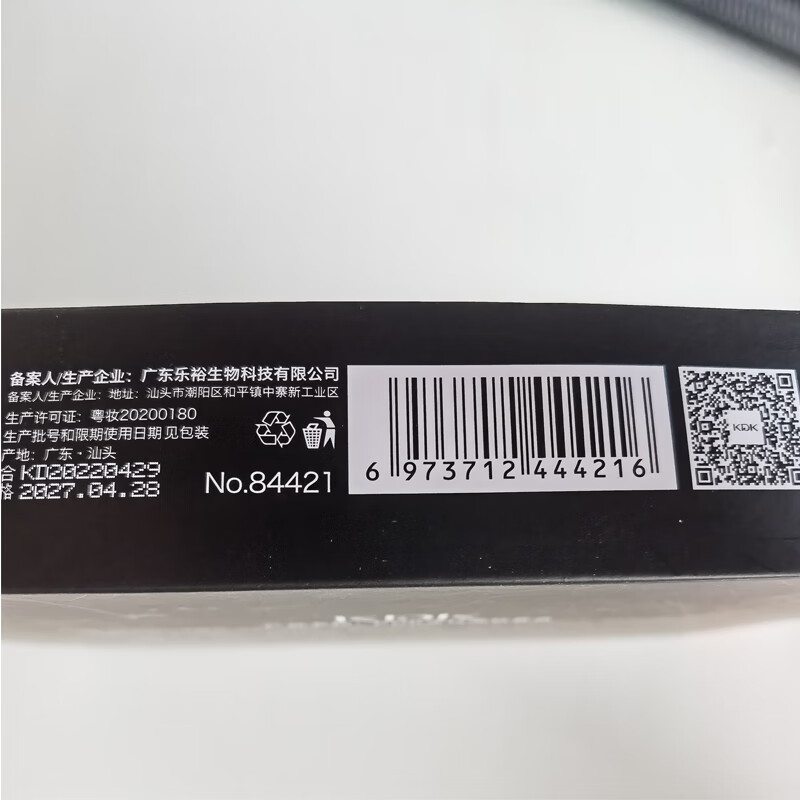 备案人/生产企业：广东乐裕生物科技有限公司
备案人/生产企业：地址：汕头市潮阳区和平镇中寨新工业区
生产许可证：粤妆20200180
生产批号和限期使用日期见包装
产地：广东·汕头
合 KD20220429
格 2027.04.28
No.84421
6 973712 444216
KDK